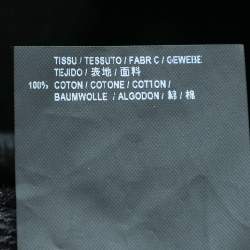 TISSU / TESSUTO / FABR C / GEWEBE
TEJIDO / 表地 / 面料
100% COTON / COTONE / COTTON /
BAUMWOLLE / ALGODON / 綿 / 棉